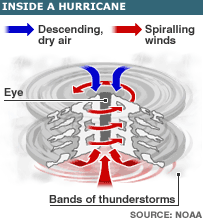 INSIDE A HURRICANE
Descending, dry air
Spiralling winds
Eye
Bands of thunderstorms
SOURCE: NOAA